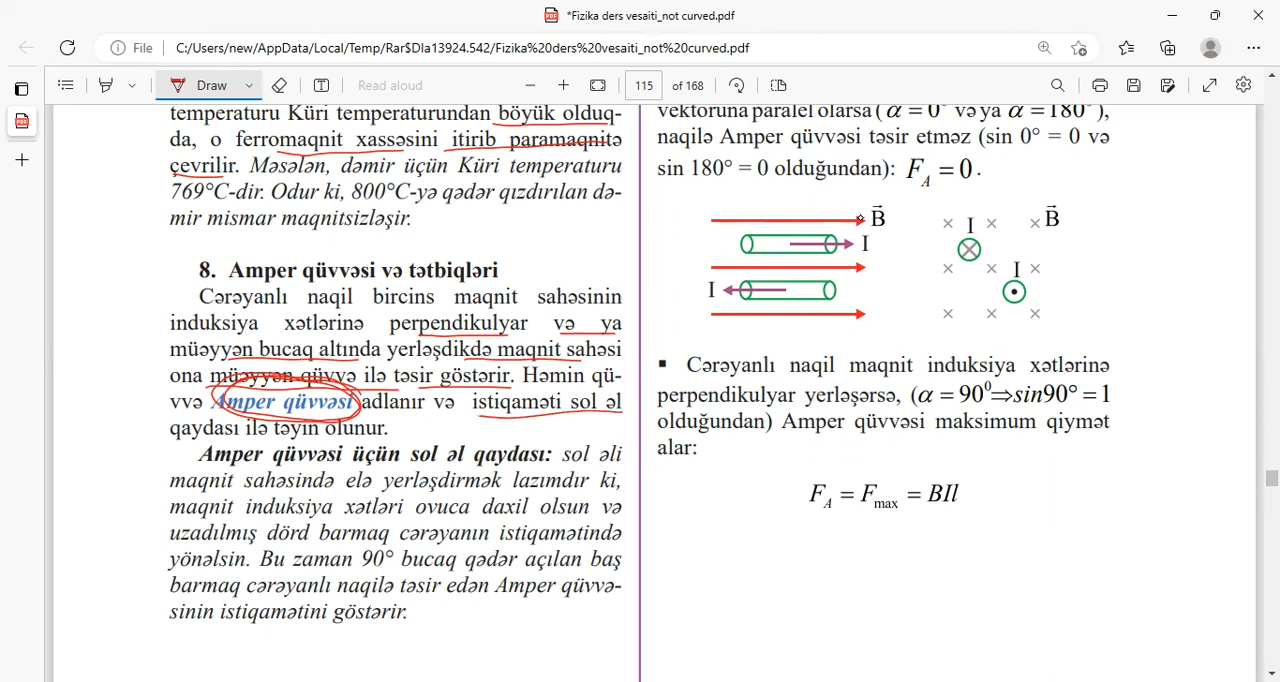 *Fizika ders vesaiti_not curved.pdf
File C:/Users/new/AppData/Local/Temp/Rar$DIa13924.542/Fizika%20ders%20vesaiti_not%20curved.pdf
Draw Read aloud 115 of 168
temperaturu Küri temperaturundan böyük olduq-
da, o ferromaqnit xassəsini itirib paramaqnitə
çevrilir. Məsələn, dəmir üçün Küri temperaturu
769°C-dir. Odur ki, 800°C-yə qədər qızdırılan də-
mir mismar maqnitsizləşir.
8. Amper qüvvəsi və tətbiqləri
Cərəyanlı naqil bircins maqnit sahəsinin
induksiya xətlərinə perpendikulyar və ya
müəyyən bucaq altında yerləşdikdə maqnit sahəsi
ona müəyyən qüvvə ilə təsir göstərir. Həmin qü-
vvə Amper qüvvəsi adlanır və istiqaməti sol əl
qaydası ilə təyin olunur.
Amper qüvvəsi üçün sol əl qaydası: sol əli
maqnit sahəsində elə yerləşdirmək lazımdır ki,
maqnit induksiya xətləri ovuca daxil olsun və
uzadılmış dörd barmaq cərəyanın istiqamətində
yönəlsin. Bu zaman 90° bucaq qədər açılan baş
barmaq cərəyanlı naqilə təsir edən Amper qüvvə-
sinin istiqamətini göstərir.
vektoruna paralel olarsa (α = 0° və ya α = 180°),
naqilə Amper qüvvəsi təsir etməz (sin 0° = 0 və
sin 180° = 0 olduğundan): F_A = 0.
B⃗
I
I
× I × × B⃗
× × I ×
× × ×
▪ Cərəyanlı naqil maqnit induksiya xətlərinə
perpendikulyar yerləşərsə, (α = 90⁰⇒sin90° = 1
olduğundan) Amper qüvvəsi maksimum qiymət
alar:
F_A = F_max = BIl